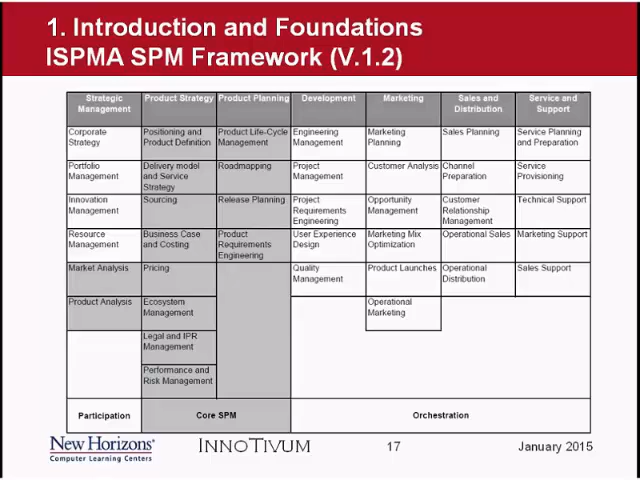 1. Introduction and Foundations
ISPMA SPM Framework (V.1.2)
Strategic Management
Product Strategy
Product Planning
Development
Marketing
Sales and Distribution
Service and Support
Corporate Strategy
Positioning and Product Definition
Product Life-Cycle Management
Engineering Management
Marketing Planning
Sales Planning
Service Planning and Preparation
Portfolio Management
Delivery model and Service Strategy
Roadmapping
Project Management
Customer Analysis
Channel Preparation
Service Provisioning
Innovation Management
Sourcing
Release Planning
Project Requirements Engineering
Opportunity Management
Customer Relationship Management
Technical Support
Resource Management
Business Case and Costing
Product Requirements Engineering
User Experience Design
Marketing Mix Optimization
Operational Sales
Marketing Support
Market Analysis
Pricing
Quality Management
Product Launches
Operational Distribution
Sales Support
Product Analysis
Ecosystem Management
Operational Marketing
Legal and IPR Management
Performance and Risk Management
Participation
Core SPM
Orchestration
New Horizons®
Computer Learning Centers
INNOTIVUM
17
January 2015